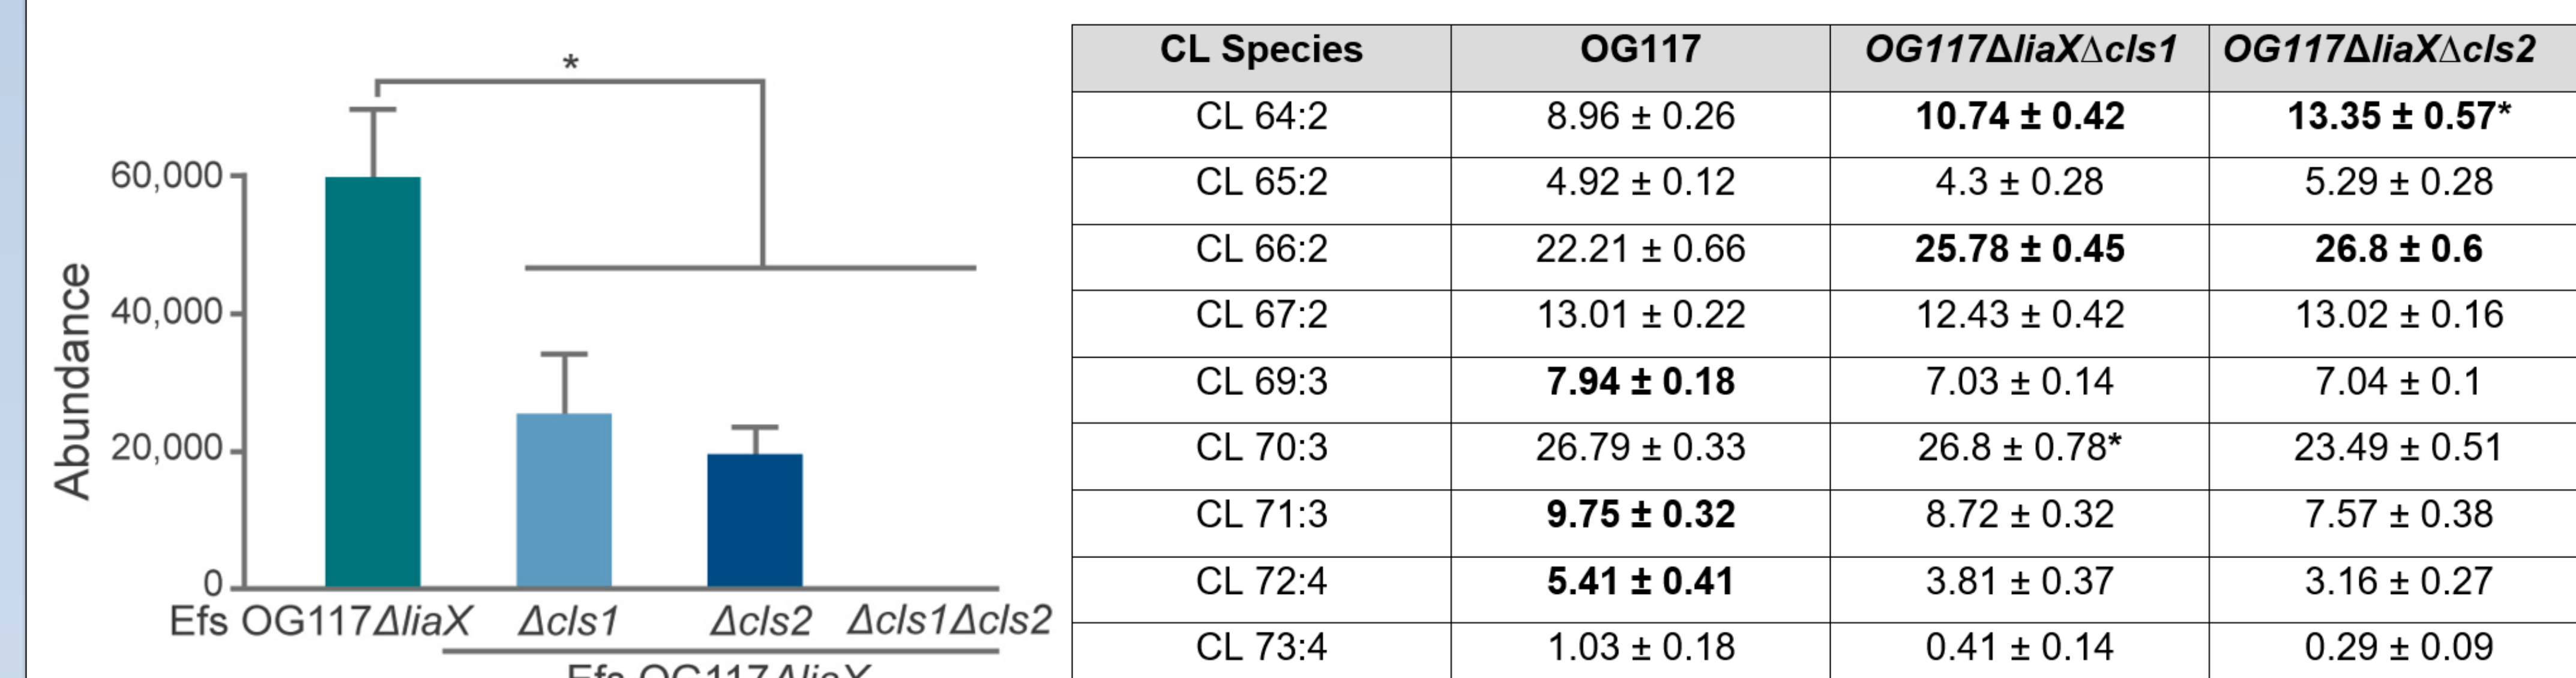 *
60,000
40,000
20,000
0
Abundance
Efs OG117ΔliaX Δcls1 Δcls2 Δcls1Δcls2
Efs OG117ΔliaX
CL Species OG117 OG117ΔliaXΔcls1 OG117ΔliaXΔcls2
CL 64:2 8.96 ± 0.26 10.74 ± 0.42 13.35 ± 0.57*
CL 65:2 4.92 ± 0.12 4.3 ± 0.28 5.29 ± 0.28
CL 66:2 22.21 ± 0.66 25.78 ± 0.45 26.8 ± 0.6
CL 67:2 13.01 ± 0.22 12.43 ± 0.42 13.02 ± 0.16
CL 69:3 7.94 ± 0.18 7.03 ± 0.14 7.04 ± 0.1
CL 70:3 26.79 ± 0.33 26.8 ± 0.78* 23.49 ± 0.51
CL 71:3 9.75 ± 0.32 8.72 ± 0.32 7.57 ± 0.38
CL 72:4 5.41 ± 0.41 3.81 ± 0.37 3.16 ± 0.27
CL 73:4 1.03 ± 0.18 0.41 ± 0.14 0.29 ± 0.09